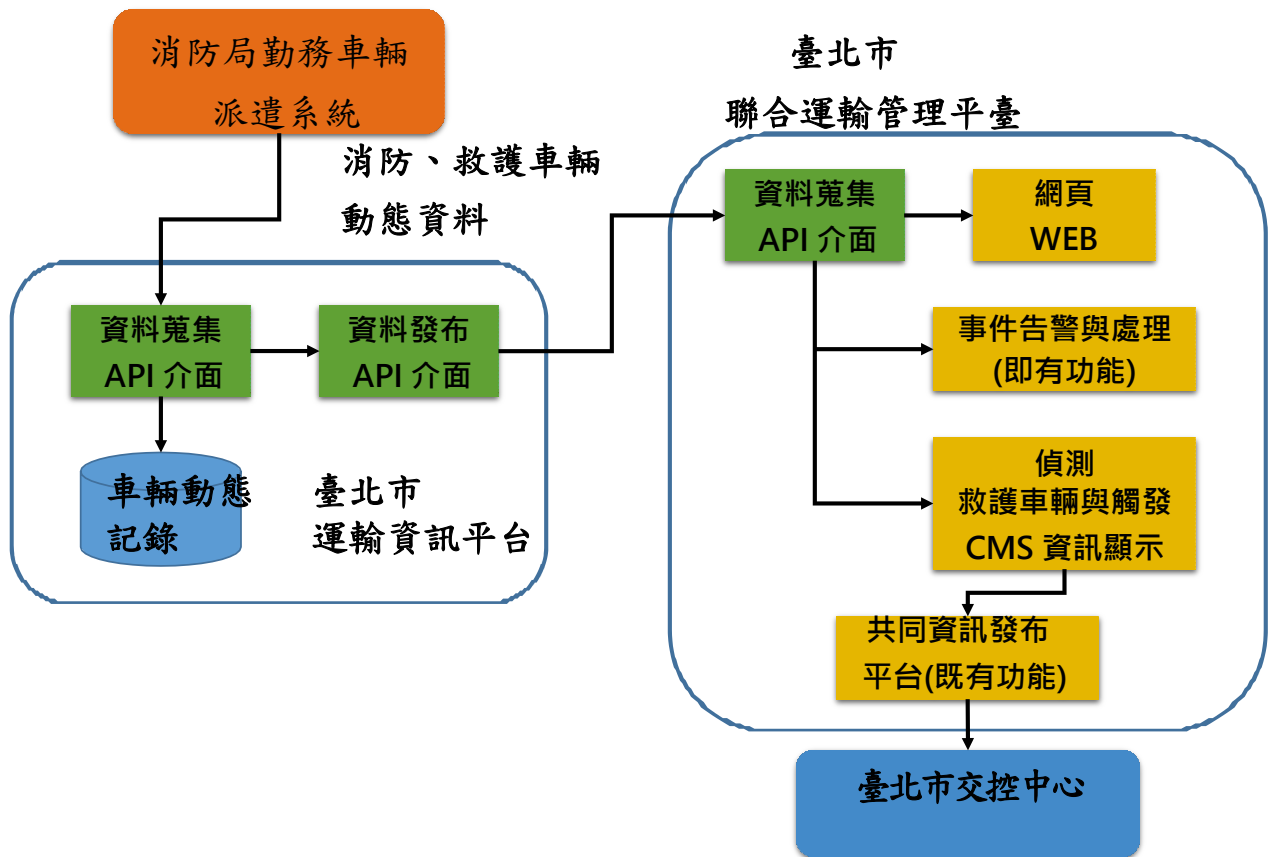 消防局勤務車輛
派遣系統
消防、救護車輛
動態資料
資料蒐集
API 介面
資料發布
API 介面
車輛動態
記錄
臺北市
運輸資訊平台
臺北市
聯合運輸管理平臺
資料蒐集
API 介面
網頁
WEB
事件告警與處理
(即有功能)
偵測
救護車輛與觸發
CMS 資訊顯示
共同資訊發布
平台(既有功能)
臺北市交控中心